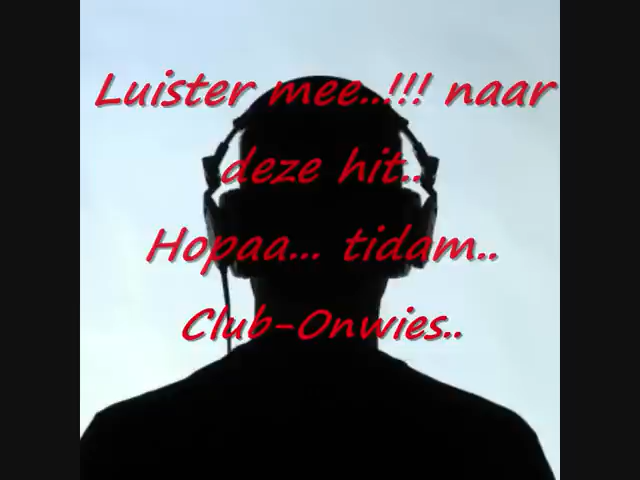 Luister mee...!!! naar
deze hit..
Hopaa... tidam..
Club-Onwies..